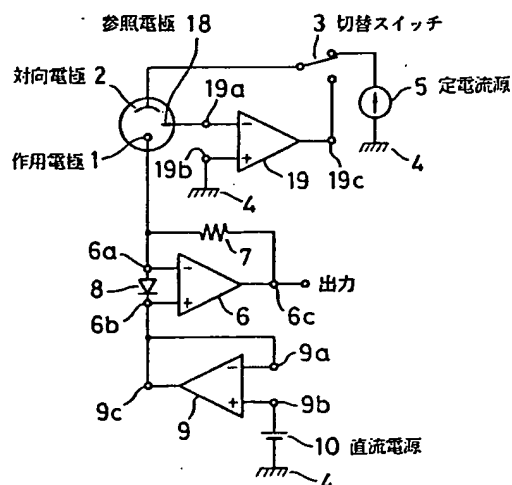 参照電極 18
3 切替スイッチ
対向電極 2
19a
5 定電流源
作用電極 1
19b
19
19c
4
4
7
6a
8
出力
6b
6
6c
9a
9c
9b
9
10 直流電源
4